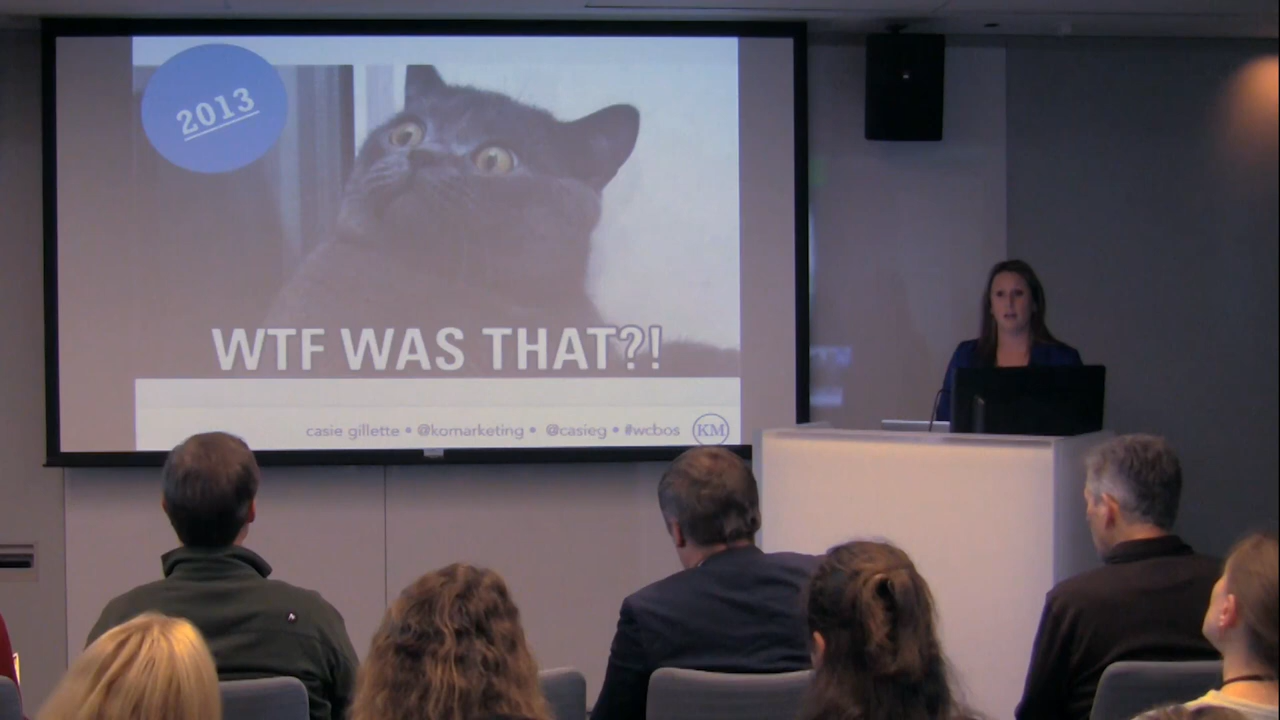 2013
WTF WAS THAT?!
casie gillette • @komarketing • @casieg • #wcbos KM